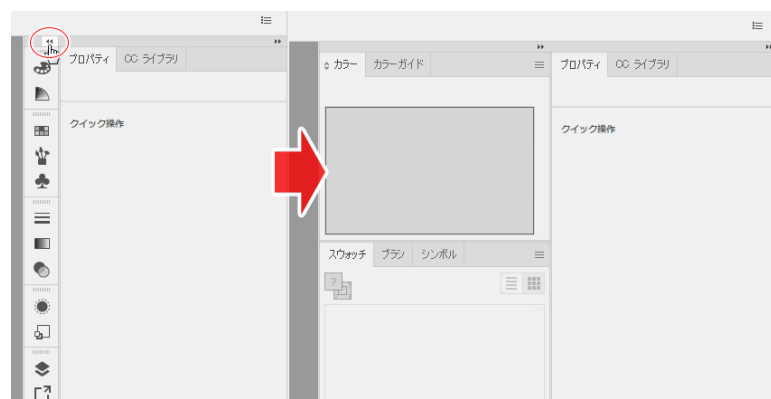 プロパティ CC ライブラリ
クイック操作
カラー カラーガイド
プロパティ CC ライブラリ
クイック操作
スウォッチ ブラシ シンボル
?